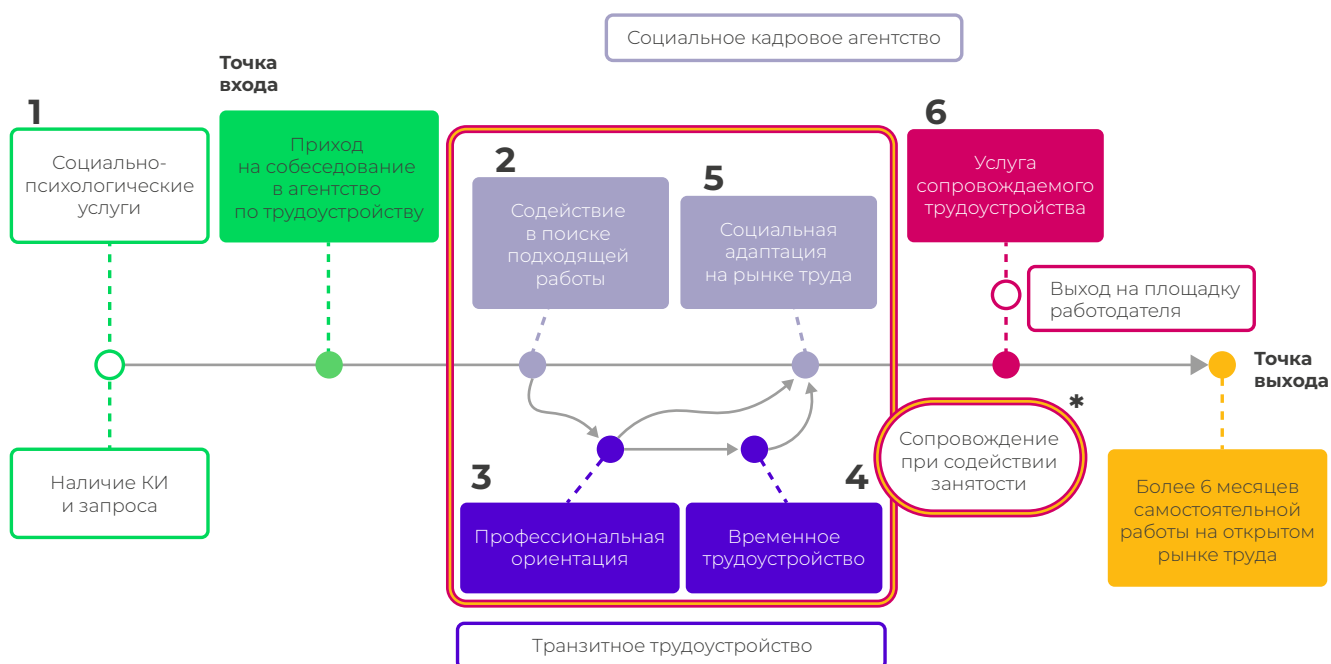 Социальное кадровое агентство
Точка
входа
1
Социально-
психологические
услуги
Приход
на собеседование
в агентство
по трудоустройству
2
Содействие
в поиске
подходящей
работы
5
Социальная
адаптация
на рынке труда
6
Услуга
сопровождаемого
трудоустройства
Выход на площадку
работодателя
Точка
выхода
Наличие КИ
и запроса
3
Профессиональная
ориентация
4
Временное
трудоустройство
*
Сопровождение
при содействии
занятости
Более 6 месяцев
самостоятельной
работы на открытом
рынке труда
Транзитное трудоустройство